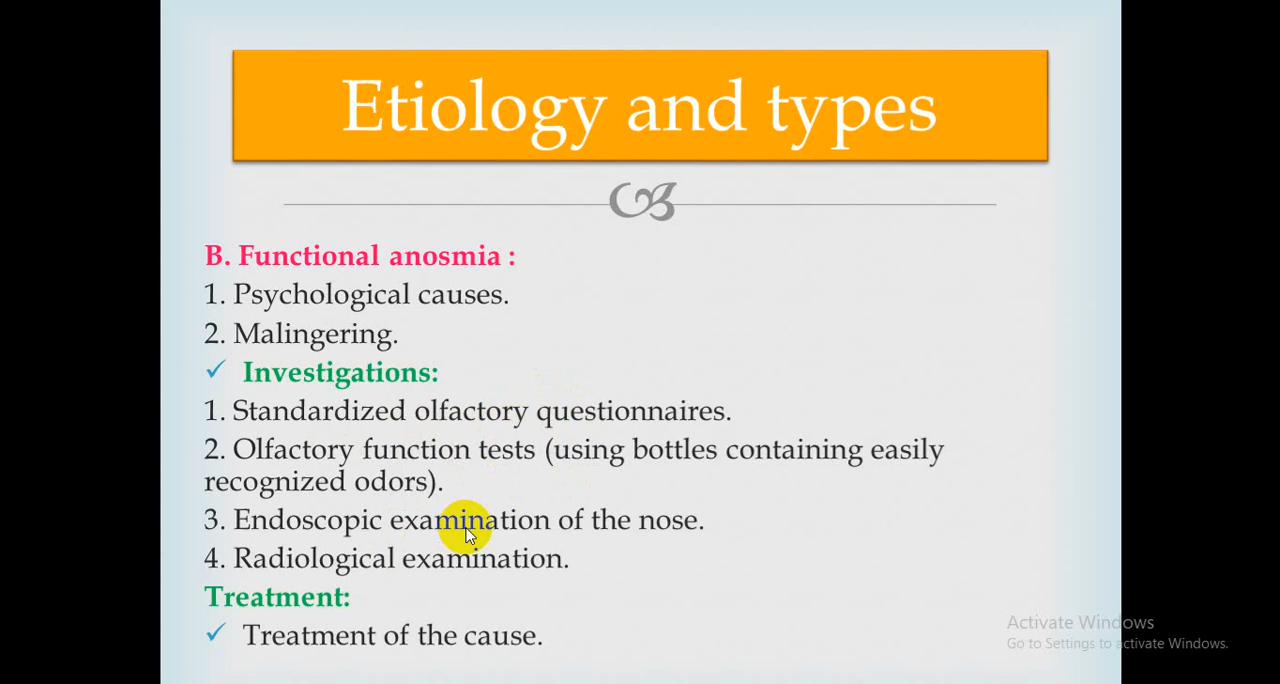 Etiology and types
B. Functional anosmia :
1. Psychological causes.
2. Malingering.
✓ Investigations:
1. Standardized olfactory questionnaires.
2. Olfactory function tests (using bottles containing easily
recognized odors).
3. Endoscopic examination of the nose.
4. Radiological examination.
Treatment:
✓ Treatment of the cause.
Activate Windows
Go to Settings to activate Windows.